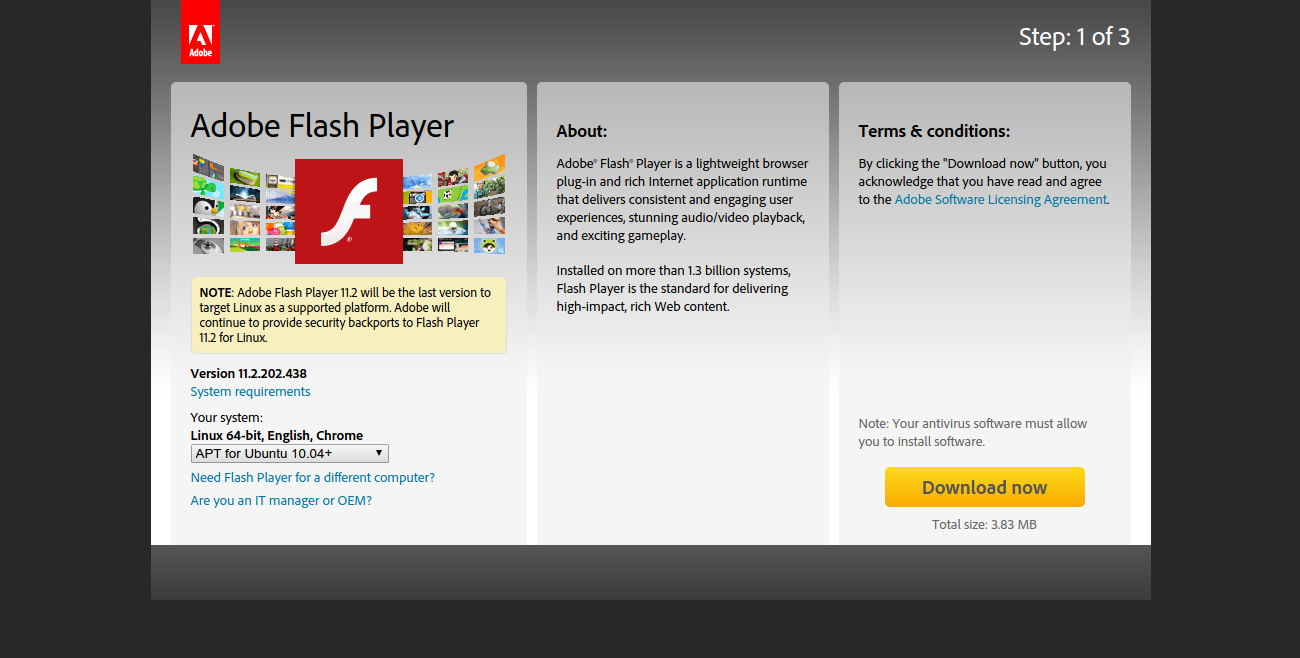 Adobe
Step: 1 of 3
Adobe Flash Player
NOTE: Adobe Flash Player 11.2 will be the last version to
target Linux as a supported platform. Adobe will
continue to provide security backports to Flash Player
11.2 for Linux.
Version 11.2.202.438
System requirements
Your system:
Linux 64-bit, English, Chrome
APT for Ubuntu 10.04+
Need Flash Player for a different computer?
Are you an IT manager or OEM?
About:
Adobe® Flash® Player is a lightweight browser
plug-in and rich Internet application runtime
that delivers consistent and engaging user
experiences, stunning audio/video playback,
and exciting gameplay.
Installed on more than 1.3 billion systems,
Flash Player is the standard for delivering
high-impact, rich Web content.
Terms & conditions:
By clicking the "Download now" button, you
acknowledge that you have read and agree
to the Adobe Software Licensing Agreement.
Note: Your antivirus software must allow
you to install software.
Download now
Total size: 3.83 MB